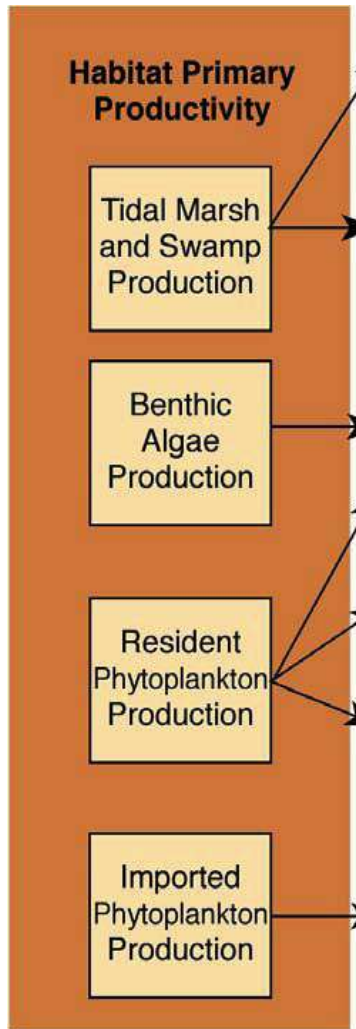 Habitat Primary
Productivity
Tidal Marsh
and Swamp
Production
Benthic
Algae
Production
Resident
Phytoplankton
Production
Imported
Phytoplankton
Production